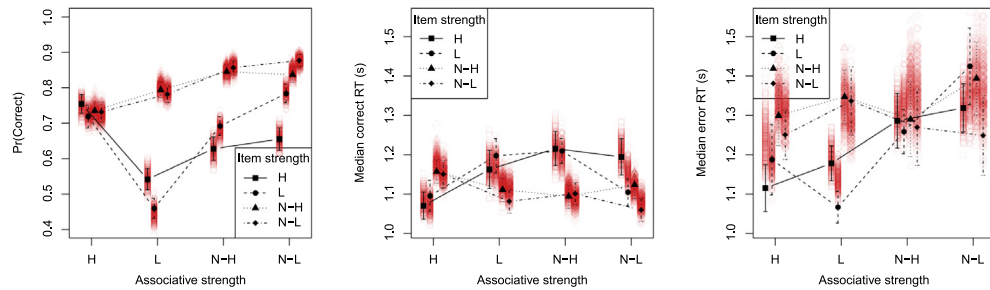 Pr(Correct)
0.4
0.5
0.6
0.7
0.8
0.9
1.0
Item strength
H
L
N−H
N−L
H
L
N−H
N−L
Associative strength
Median correct RT (s)
1.0
1.1
1.2
1.3
1.4
1.5
Item strength
H
L
N−H
N−L
H
L
N−H
N−L
Associative strength
Median error RT (s)
1.0
1.1
1.2
1.3
1.4
1.5
Item strength
H
L
N−H
N−L
H
L
N−H
N−L
Associative strength